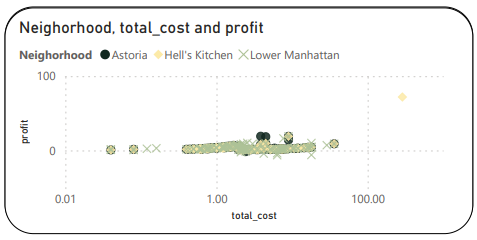 Neighorhood, total_cost and profit
Neighorhood Astoria Hell's Kitchen Lower Manhattan
100
profit
0
0.01 1.00 100.00
total_cost